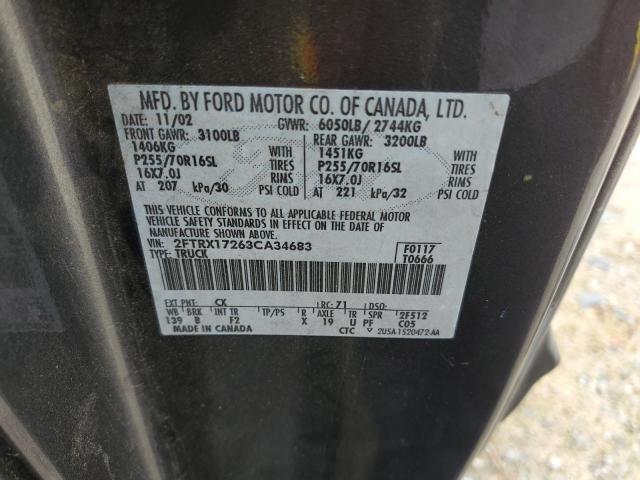 MFD. BY FORD MOTOR CO. OF CANADA, LTD.
DATE: 11/02 GVWR: 6050LB/ 2744KG
FRONT GAWR: 3100LB REAR GAWR: 3200LB
1406KG WITH 1451KG WITH
P255/70R16SL TIRES P255/70R16SL TIRES
16X7.0J RIMS 16X7.0J RIMS
AT 207 kPa/30 PSI COLD AT 221 kPa/32 PSI COLD
THIS VEHICLE CONFORMS TO ALL APPLICABLE FEDERAL MOTOR
VEHICLE SAFETY STANDARDS IN EFFECT ON THE DATE OF
MANUFACTURE SHOWN ABOVE.
VIN: 2FTRX17263CA34683 F0117
TYPE: TRUCK T0666
EXT PNT: CX RC: 71 DSO:
WB BRK INT TR TP/PS R AXLE TR SPR 2F512
139 B F2 X 19 U PF C05
MADE IN CANADA CTC 2USA-1520472-AA